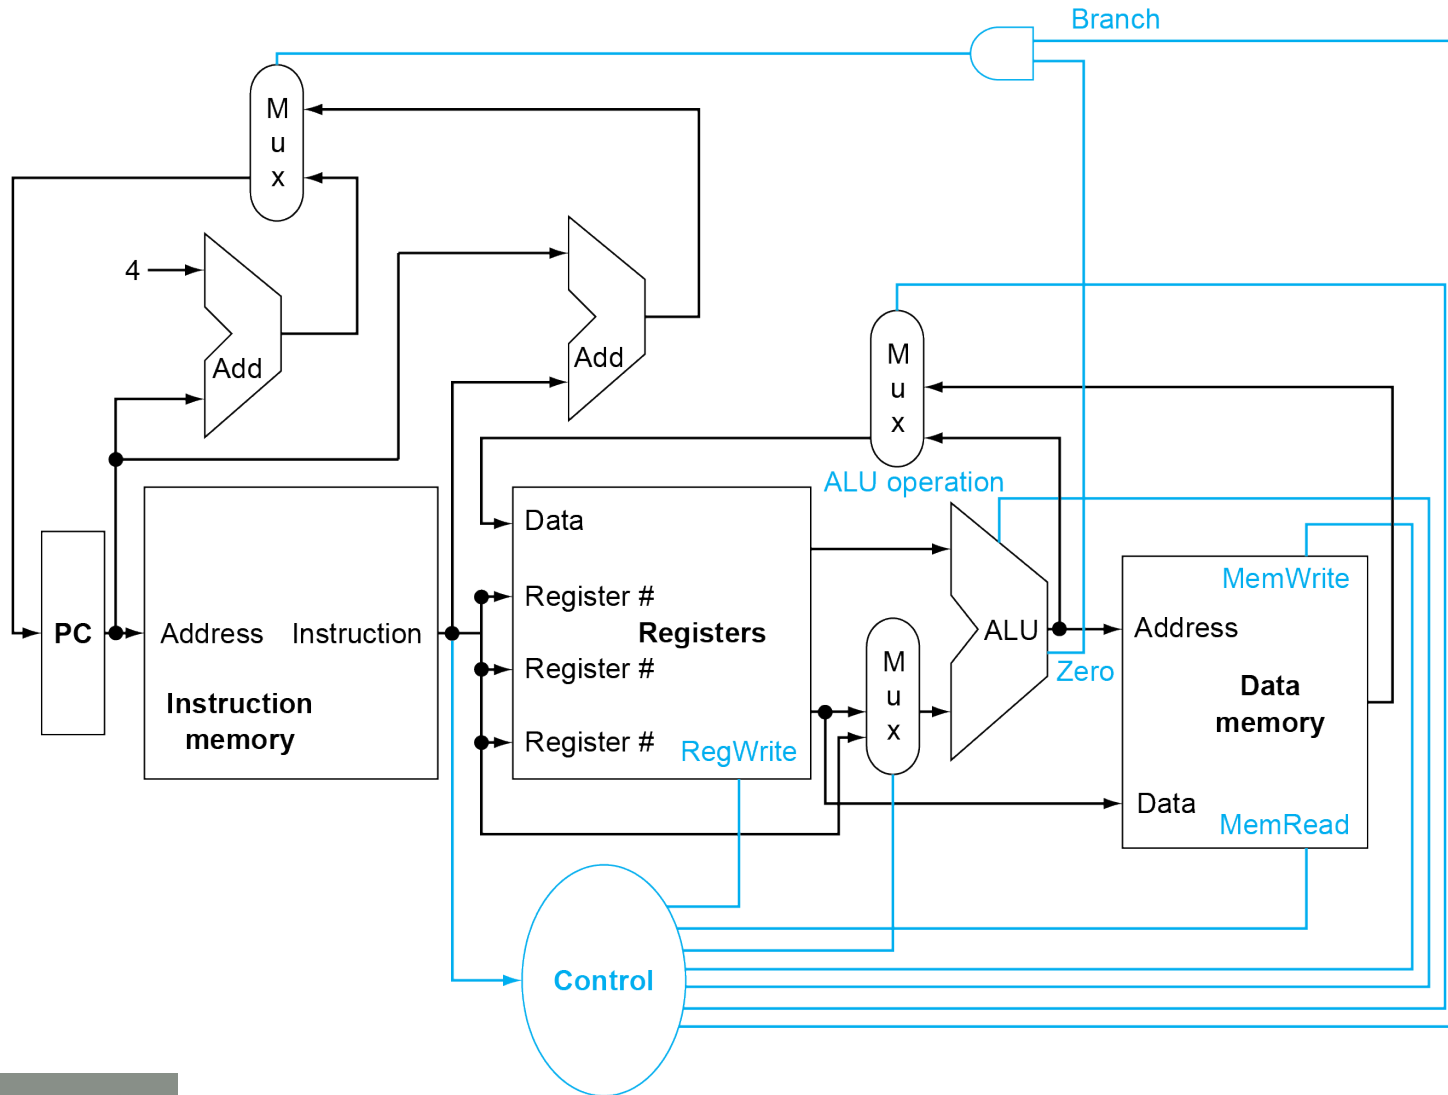 Branch
M
u
x
4
Add
Add
M
u
x
ALU operation
Data
Register #
Registers
Register #
Register #
RegWrite
PC
Address
Instruction
Instruction
memory
M
u
x
ALU
Zero
MemWrite
Address
Data
memory
Data
MemRead
Control